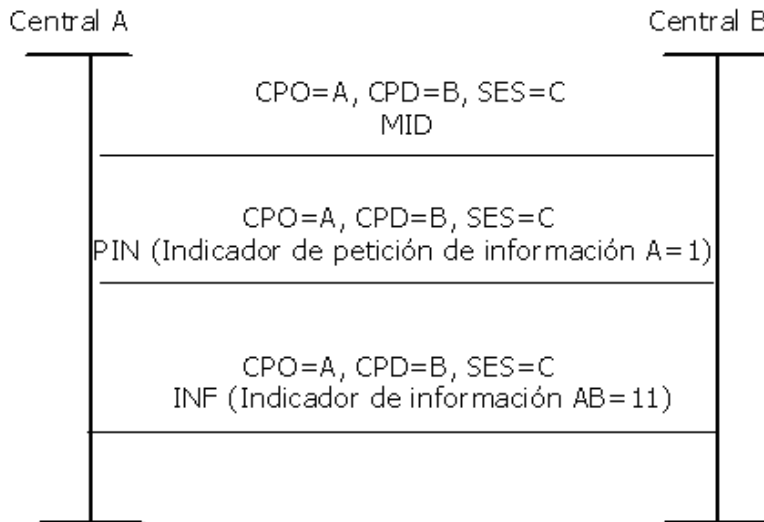 Central A
Central B
CPO=A, CPD=B, SES=C
MID
CPO=A, CPD=B, SES=C
PIN (Indicador de petición de información A=1)
CPO=A, CPD=B, SES=C
INF (Indicador de información AB=11)